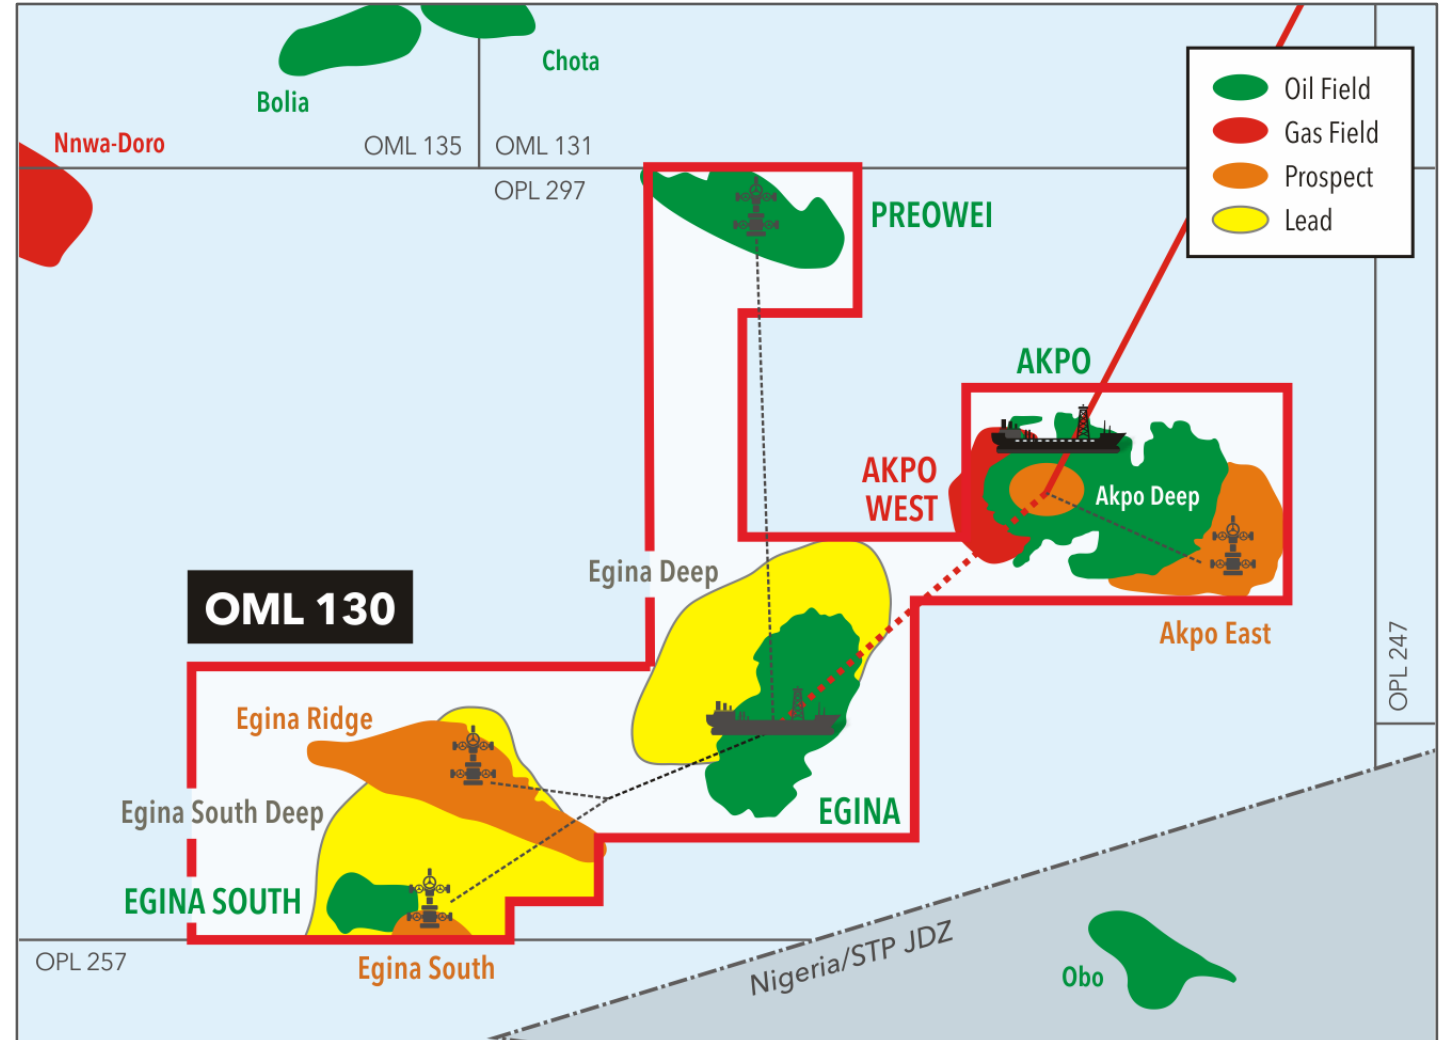 Chota
Bolia
Nnwa-Doro
OML 135
OML 131
OPL 297
Oil Field
Gas Field
Prospect
Lead
PREOWEI
AKPO
AKPO
WEST
Akpo Deep
Egina Deep
OML 130
Akpo East
OPL 247
Egina Ridge
Egina South Deep
EGINA
EGINA SOUTH
OPL 257
Egina South
Nigeria/STP JDZ
Obo